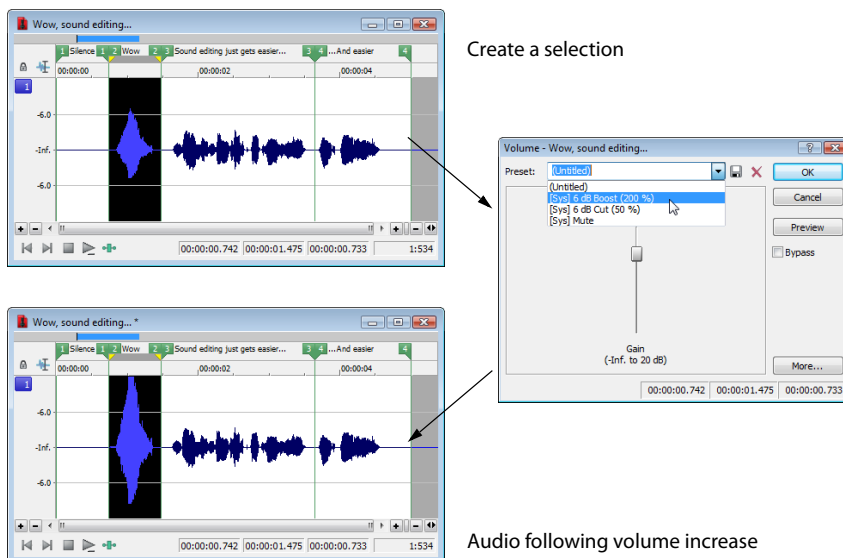 Wow, sound editing...
1 Silence 1 2 Wow 2 3 Sound editing just gets easier... 3 4 ...And easier 4
00:00:00 ,00:00:02 ,00:00:04
1
-6.0
-Inf.
-6.0
00:00:00.742 00:00:01.475 00:00:00.733 1:534
Create a selection
Volume - Wow, sound editing...
Preset: (Untitled) OK
(Untitled)
[Sys] 6 dB Boost (200 %) Cancel
[Sys] 6 dB Cut (50 %)
[Sys] Mute Preview
Bypass
Gain
(-Inf. to 20 dB)
More...
00:00:00.742 00:00:01.475 00:00:00.733
Wow, sound editing... *
1 Silence 1 2 Wow 2 3 Sound editing just gets easier... 3 4 ...And easier 4
00:00:00 ,00:00:02 ,00:00:04
1
-6.0
-Inf.
-6.0
00:00:00.742 00:00:01.475 00:00:00.733 1:534
Audio following volume increase